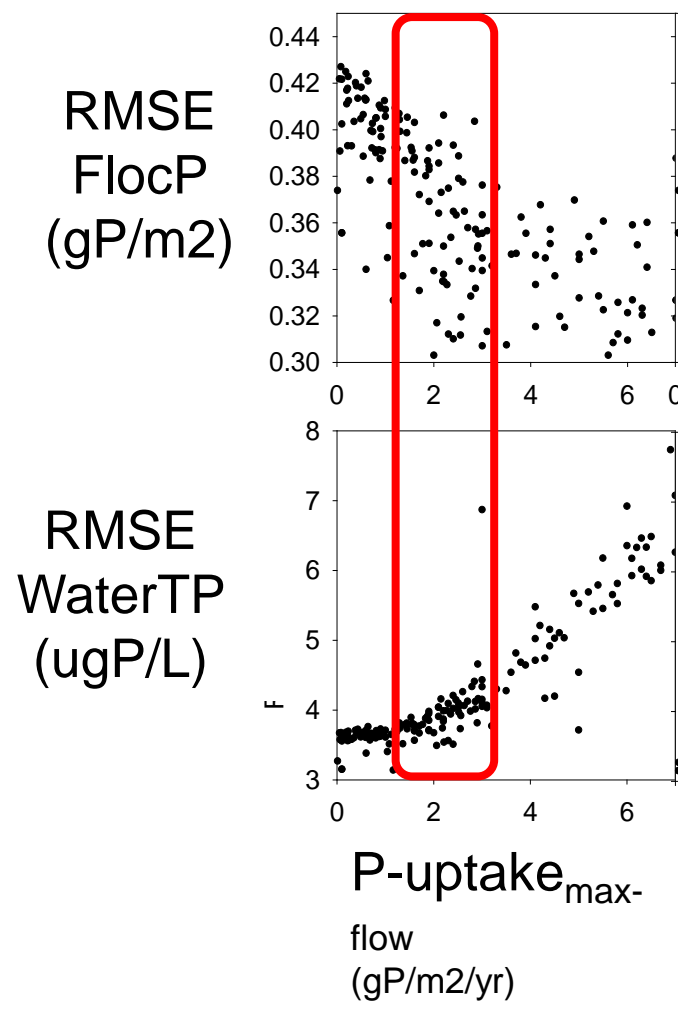 RMSE
FlocP
(gP/m2)
0.44
0.42
0.40
0.38
0.36
0.34
0.32
0.30
0 2 4 6 0
RMSE
WaterTP
(ugP/L)
8
7
6
5
4
3
0 2 4 6
P-uptakemax-
flow
(gP/m2/yr)